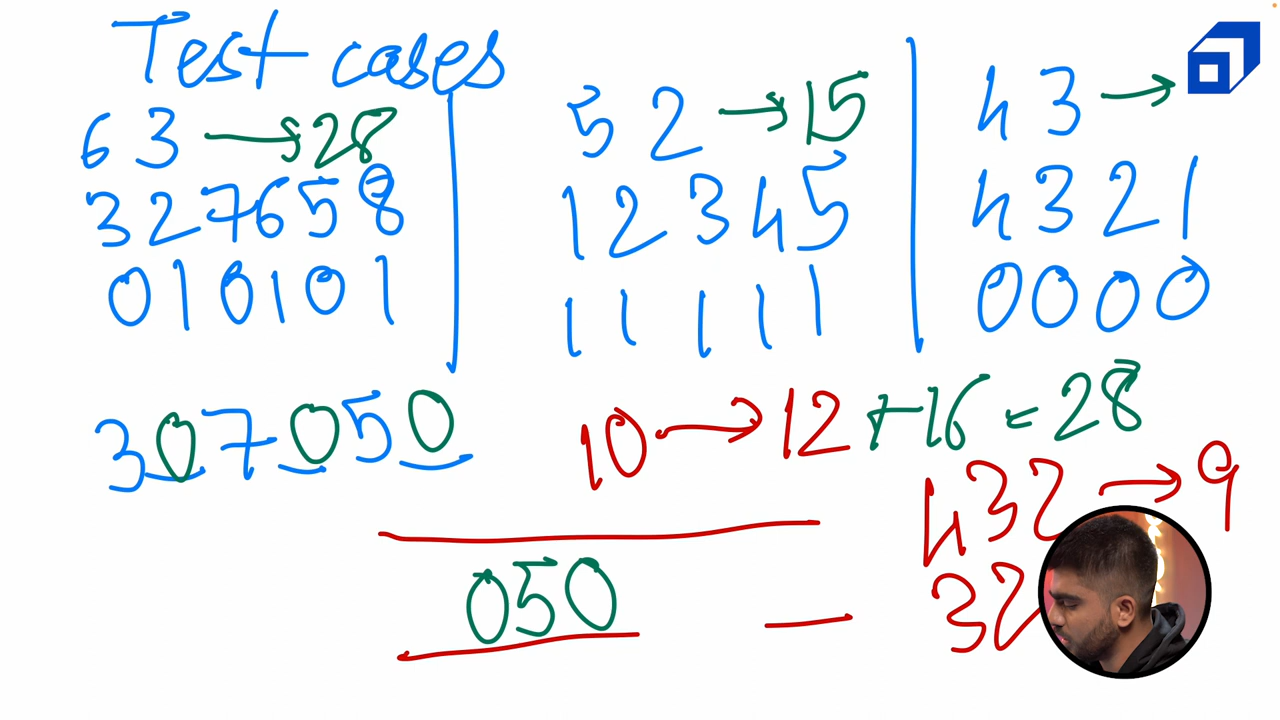 Test cases
6 3 → 28
3 2 7 6 5 8
0 1 0 1 0 1
5 2 → 15
1 2 3 4 5
1 1 1 1 1
4 3 →
4 3 2 1
0 0 0 0
3 0 7 0 5 0
10 → 12 + 16 = 28
4 3 2 → 9
0 5 0
3 2